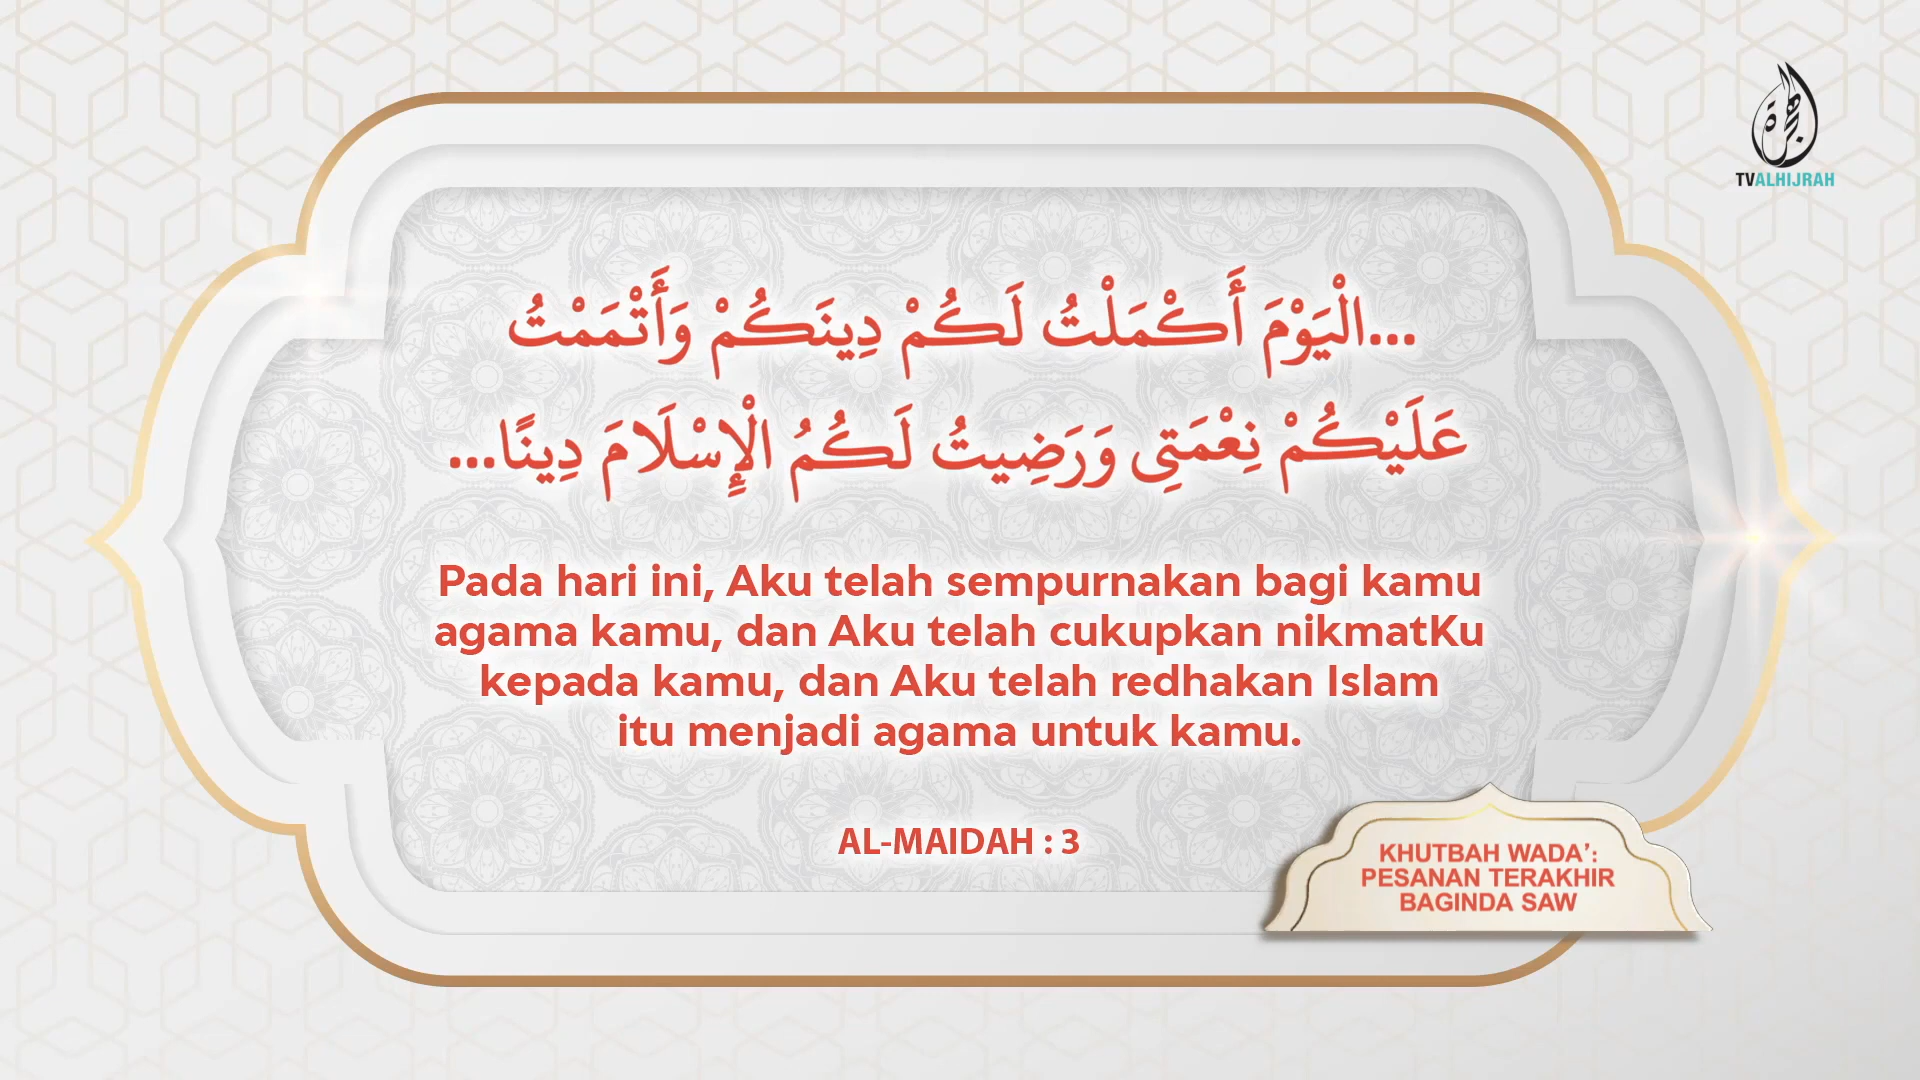 هجرة
TVALHIJRAH
...الْيَوْمَ أَكْمَلْتُ لَكُمْ دِينَكُمْ وَأَتْمَمْتُ
عَلَيْكُمْ نِعْمَتِي وَرَضِيتُ لَكُمُ الْإِسْلَامَ دِينًا...
Pada hari ini, Aku telah sempurnakan bagi kamu
agama kamu, dan Aku telah cukupkan nikmatKu
kepada kamu, dan Aku telah redhakan Islam
itu menjadi agama untuk kamu.
AL-MAIDAH : 3
KHUTBAH WADA’:
PESANAN TERAKHIR
BAGINDA SAW